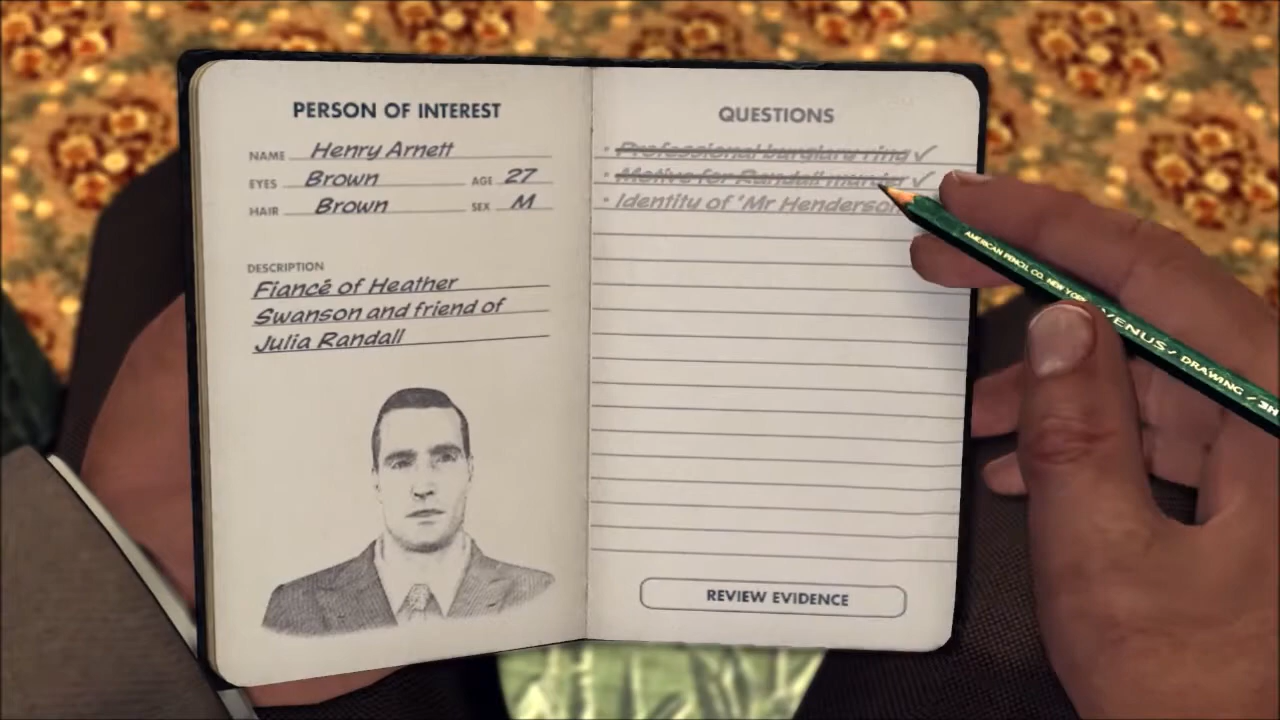 PERSON OF INTEREST
NAME Henry Arnett
EYES Brown AGE 27
HAIR Brown SEX M
DESCRIPTION
Fiancé of Heather
Swanson and friend of
Julia Randall
QUESTIONS
· Professional burglary ring ✓
· Motive for Randall murder ✓
· Identity of 'Mr Henderson
REVIEW EVIDENCE
AMERICAN PENCIL CO. NEW YORK VENUS / DRAWING / 3H